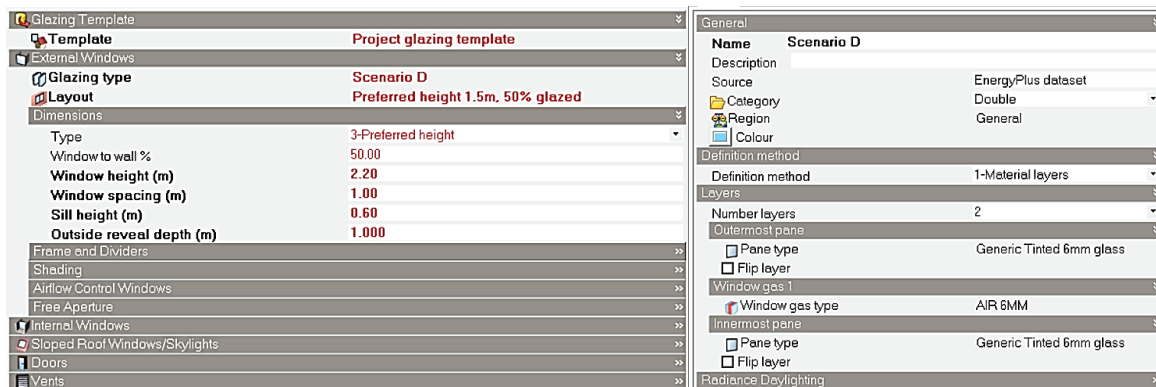 Glazing Template
Template Project glazing template
External Windows
Glazing type Scenario D
Layout Preferred height 1.5m, 50% glazed
Dimensions
Type 3-Preferred height
Window to wall % 50.00
Window height (m) 2.20
Window spacing (m) 1.00
Sill height (m) 0.60
Outside reveal depth (m) 1.000
Frame and Dividers
Shading
Airflow Control Windows
Free Aperture
Internal Windows
Sloped Roof Windows/Skylights
Doors
Vents
General
Name Scenario D
Description
Source EnergyPlus dataset
Category Double
Region General
Colour
Definition method
Definition method 1-Material layers
Layers
Number layers 2
Outermost pane
Pane type Generic Tinted 6mm glass
Flip layer
Window gas 1
Window gas type AIR 6MM
Innermost pane
Pane type Generic Tinted 6mm glass
Flip layer
Radiance Daylighting